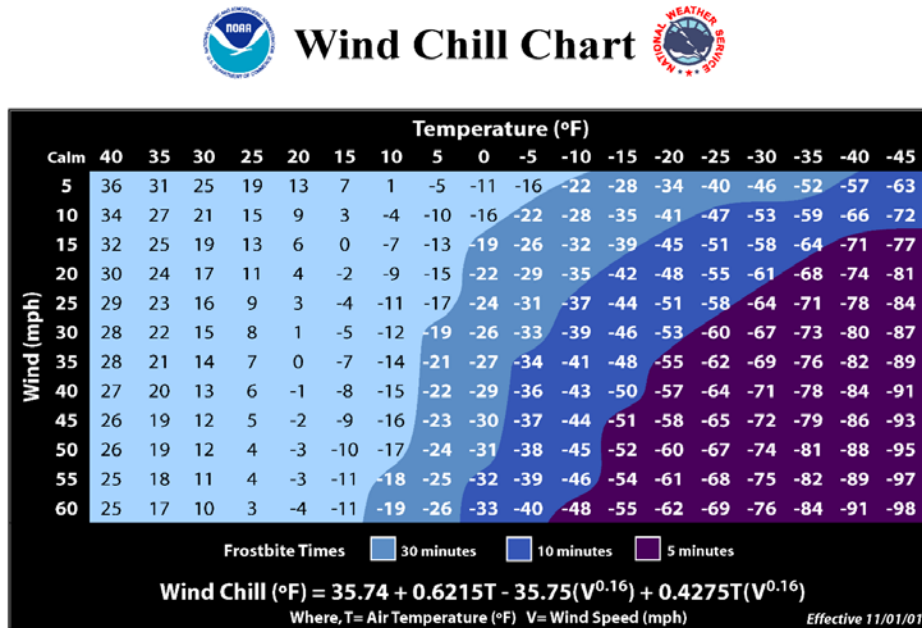 NATIONAL OCEANIC AND ATMOSPHERIC ADMINISTRATION
NOAA
U.S. DEPARTMENT OF COMMERCE
Wind Chill Chart
NATIONAL WEATHER SERVICE
Temperature (ºF)
Calm 40 35 30 25 20 15 10 5 0 -5 -10 -15 -20 -25 -30 -35 -40 -45
Wind (mph)
5 36 31 25 19 13 7 1 -5 -11 -16 -22 -28 -34 -40 -46 -52 -57 -63
10 34 27 21 15 9 3 -4 -10 -16 -22 -28 -35 -41 -47 -53 -59 -66 -72
15 32 25 19 13 6 0 -7 -13 -19 -26 -32 -39 -45 -51 -58 -64 -71 -77
20 30 24 17 11 4 -2 -9 -15 -22 -29 -35 -42 -48 -55 -61 -68 -74 -81
25 29 23 16 9 3 -4 -11 -17 -24 -31 -37 -44 -51 -58 -64 -71 -78 -84
30 28 22 15 8 1 -5 -12 -19 -26 -33 -39 -46 -53 -60 -67 -73 -80 -87
35 28 21 14 7 0 -7 -14 -21 -27 -34 -41 -48 -55 -62 -69 -76 -82 -89
40 27 20 13 6 -1 -8 -15 -22 -29 -36 -43 -50 -57 -64 -71 -78 -84 -91
45 26 19 12 5 -2 -9 -16 -23 -30 -37 -44 -51 -58 -65 -72 -79 -86 -93
50 26 19 12 4 -3 -10 -17 -24 -31 -38 -45 -52 -60 -67 -74 -81 -88 -95
55 25 18 11 4 -3 -11 -18 -25 -32 -39 -46 -54 -61 -68 -75 -82 -89 -97
60 25 17 10 3 -4 -11 -19 -26 -33 -40 -48 -55 -62 -69 -76 -84 -91 -98
Frostbite Times 30 minutes 10 minutes 5 minutes
Wind Chill (ºF) = 35.74 + 0.6215T - 35.75(V^0.16) + 0.4275T(V^0.16)
Where, T= Air Temperature (ºF) V= Wind Speed (mph) Effective 11/01/01